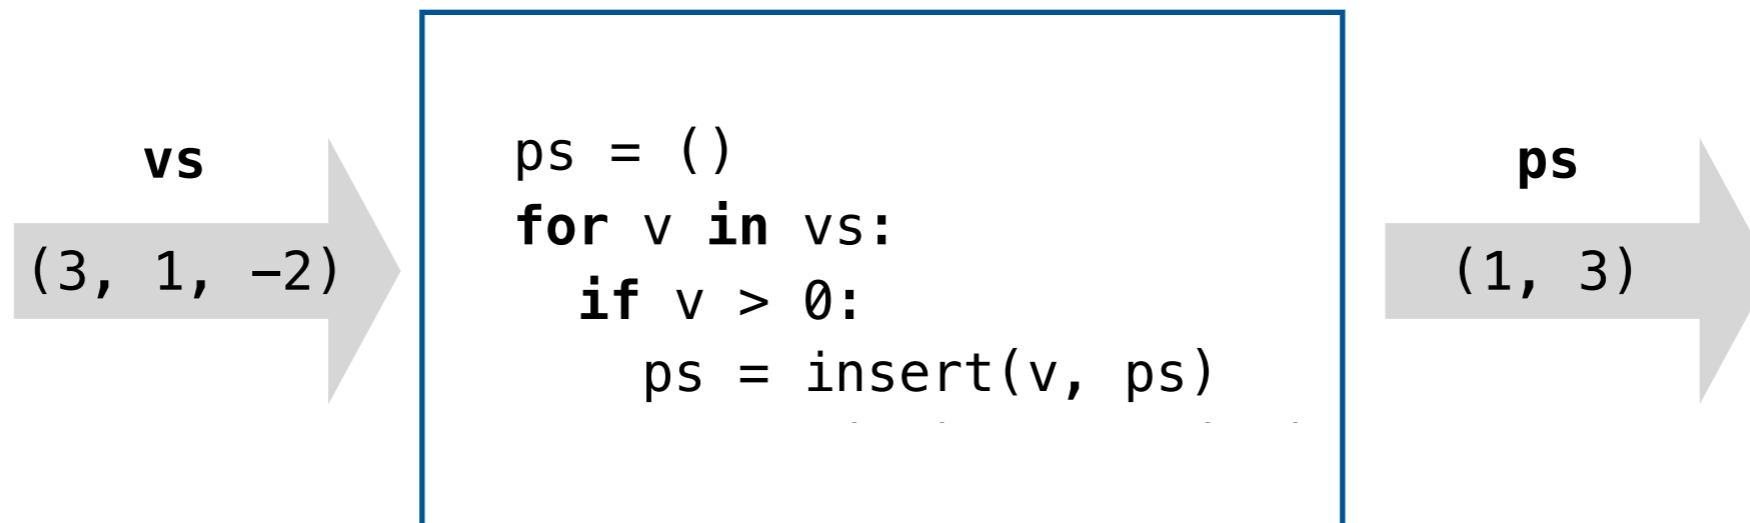 vs
(3, 1, −2)
ps = ()
for v in vs:
  if v > 0:
    ps = insert(v, ps)
ps
(1, 3)